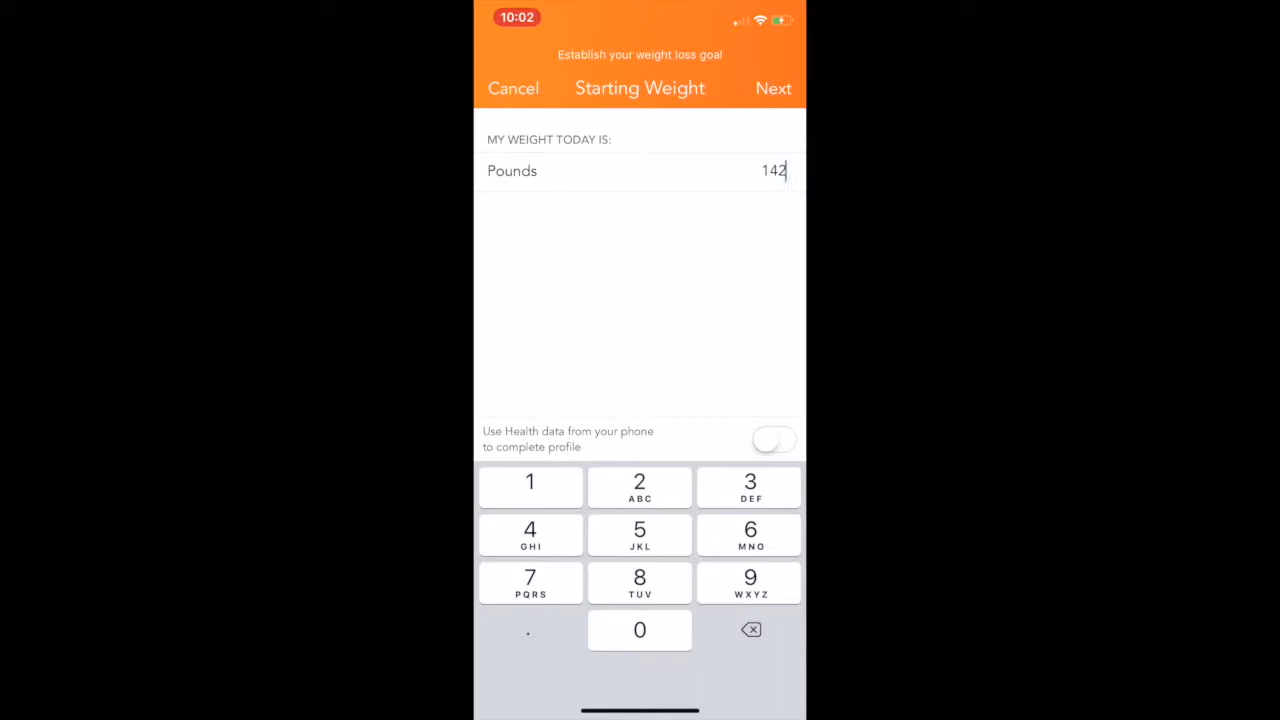 10:02
Establish your weight loss goal
Cancel Starting Weight Next
MY WEIGHT TODAY IS:
Pounds 142
Use Health data from your phone
to complete profile
1 2 3
ABC DEF
4 5 6
GHI JKL MNO
7 8 9
PQRS TUV WXYZ
. 0